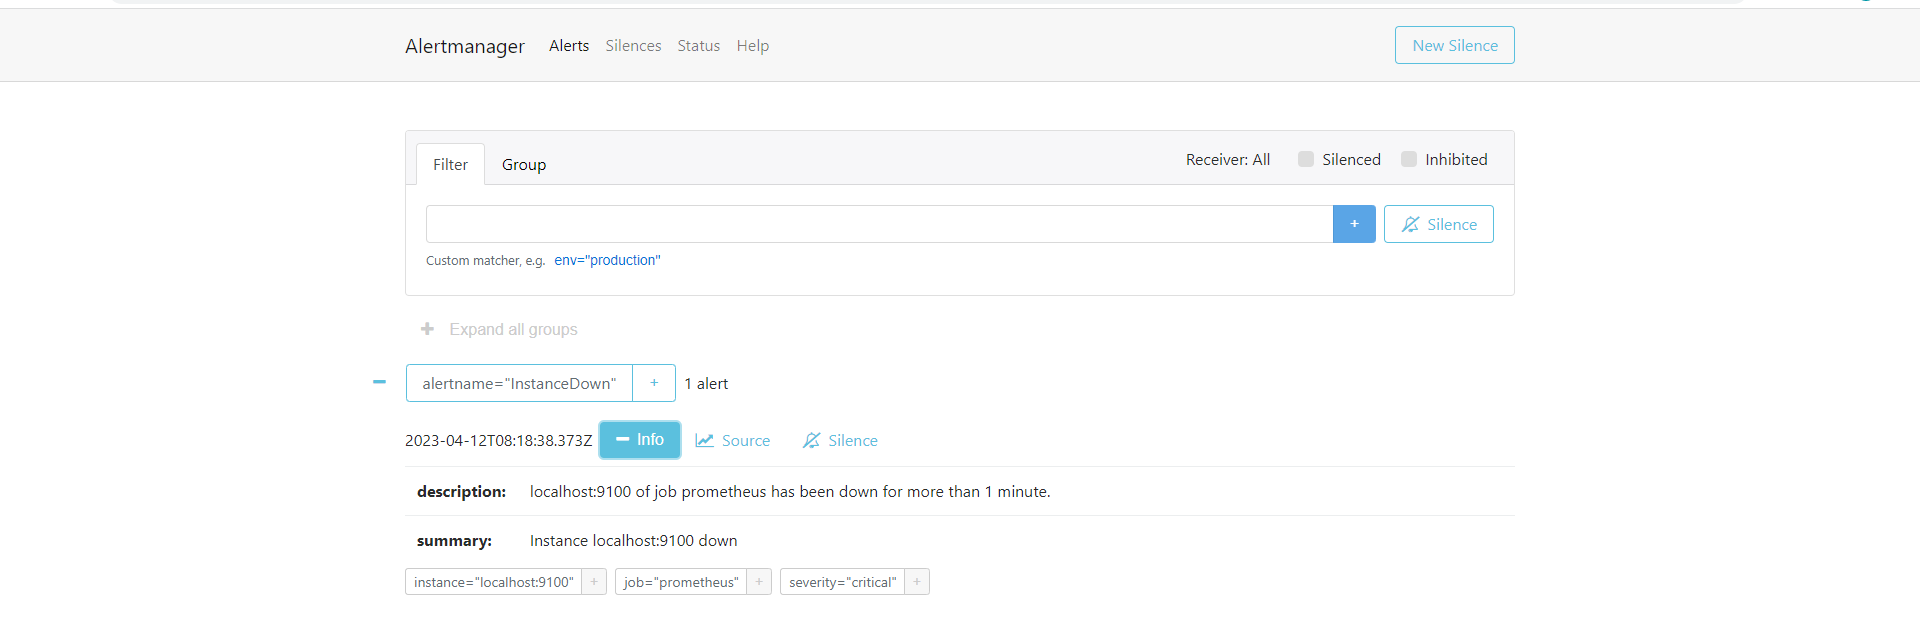 Alertmanager Alerts Silences Status Help New Silence
Filter Group Receiver: All Silenced Inhibited
+ Silence
Custom matcher, e.g. env="production"
+ Expand all groups
alertname="InstanceDown" + 1 alert
2023-04-12T08:18:38.373Z Info Source Silence
description: localhost:9100 of job prometheus has been down for more than 1 minute.
summary: Instance localhost:9100 down
instance="localhost:9100" + job="prometheus" + severity="critical" +